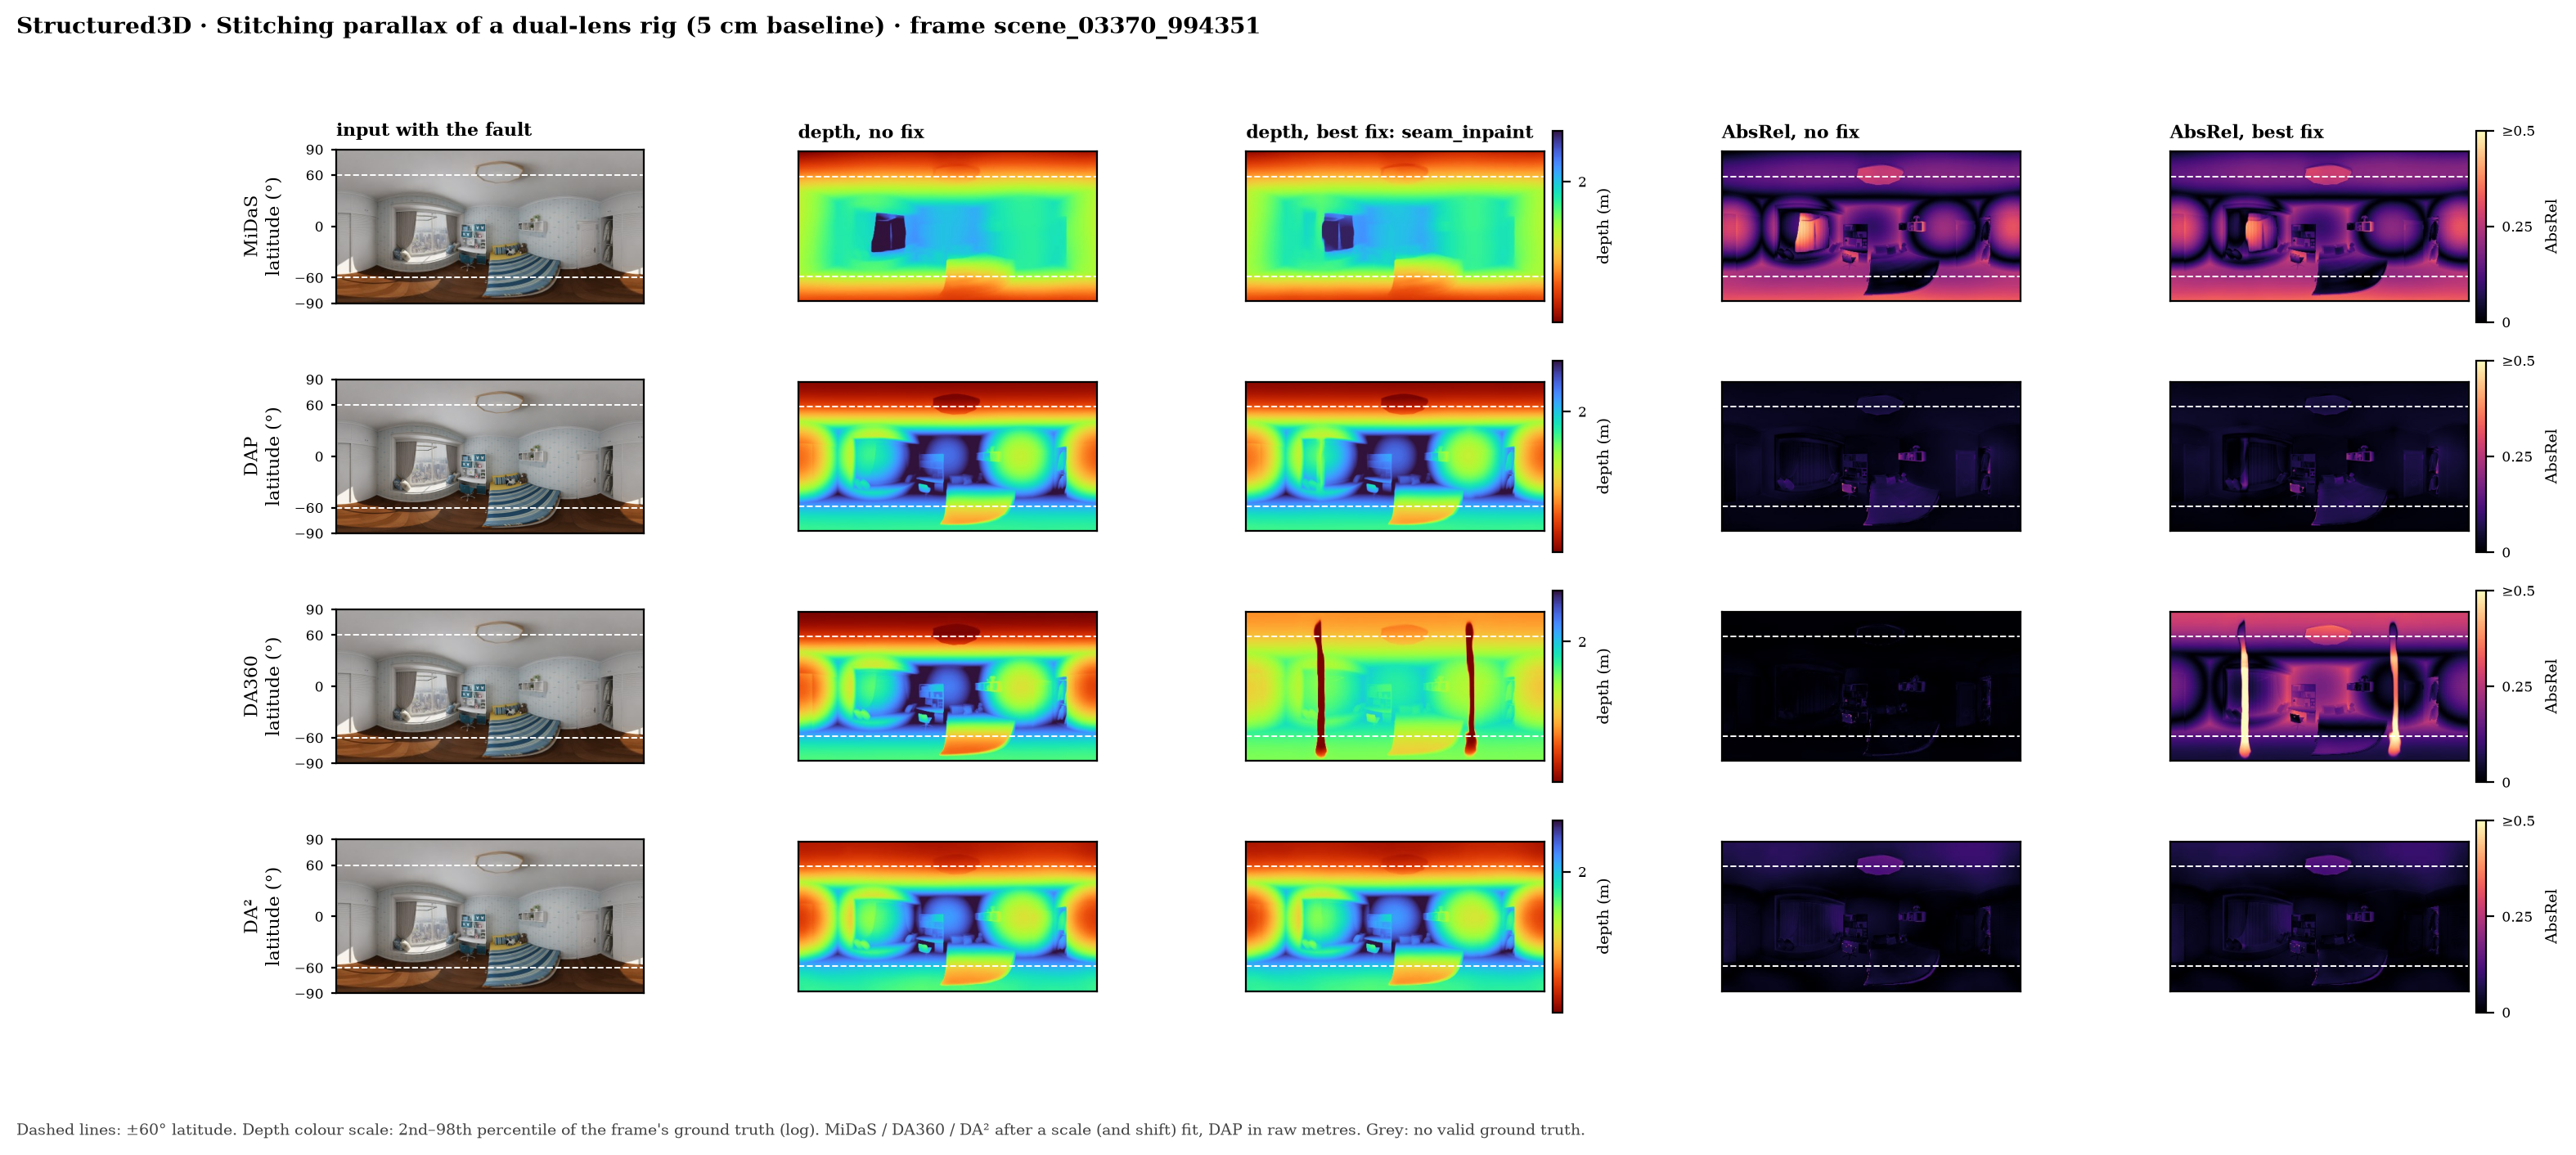 Structured3D · Stitching parallax of a dual-lens rig (5 cm baseline) · frame scene_03370_994351
input with the fault
depth, no fix
depth, best fix: seam_inpaint
AbsRel, no fix
AbsRel, best fix
MiDaS
latitude (°)
90
60
0
−60
−90
2
depth (m)
≥0.5
0.25
0
AbsRel
DAP
latitude (°)
90
60
0
−60
−90
2
depth (m)
≥0.5
0.25
0
AbsRel
DA360
latitude (°)
90
60
0
−60
−90
2
depth (m)
≥0.5
0.25
0
AbsRel
DA²
latitude (°)
90
60
0
−60
−90
2
depth (m)
≥0.5
0.25
0
AbsRel
Dashed lines: ±60° latitude. Depth colour scale: 2nd–98th percentile of the frame's ground truth (log). MiDaS / DA360 / DA² after a scale (and shift) fit, DAP in raw metres. Grey: no valid ground truth.